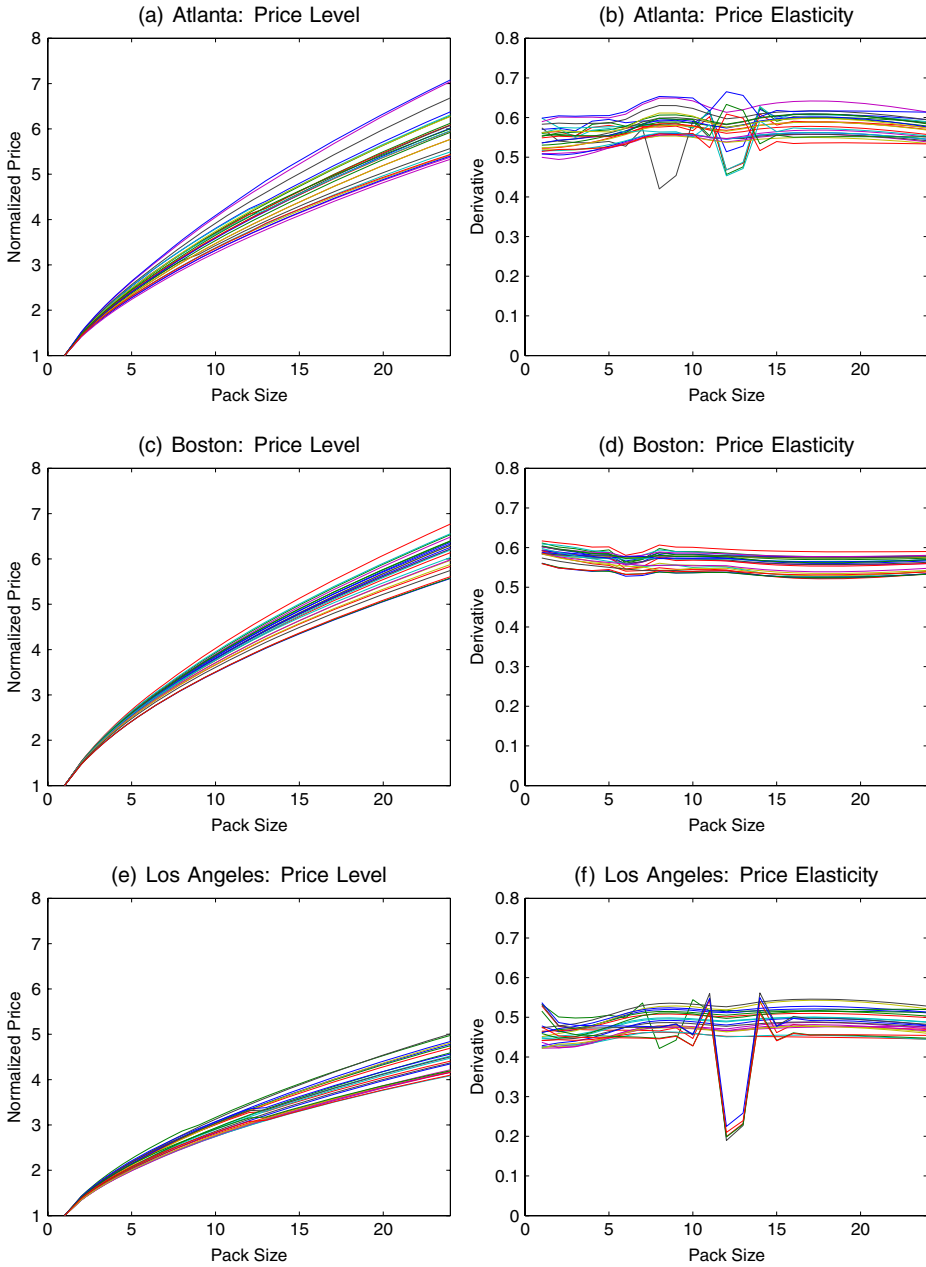 (a) Atlanta: Price Level
8
7
6
5
4
3
2
1
Normalized Price
0 5 10 15 20
Pack Size
(b) Atlanta: Price Elasticity
0.8
0.7
0.6
0.5
0.4
0.3
0.2
0.1
0
Derivative
0 5 10 15 20
Pack Size
(c) Boston: Price Level
8
7
6
5
4
3
2
1
Normalized Price
0 5 10 15 20
Pack Size
(d) Boston: Price Elasticity
0.8
0.7
0.6
0.5
0.4
0.3
0.2
0.1
0
Derivative
0 5 10 15 20
Pack Size
(e) Los Angeles: Price Level
8
7
6
5
4
3
2
1
Normalized Price
0 5 10 15 20
Pack Size
(f) Los Angeles: Price Elasticity
0.8
0.7
0.6
0.5
0.4
0.3
0.2
0.1
0
Derivative
0 5 10 15 20
Pack Size